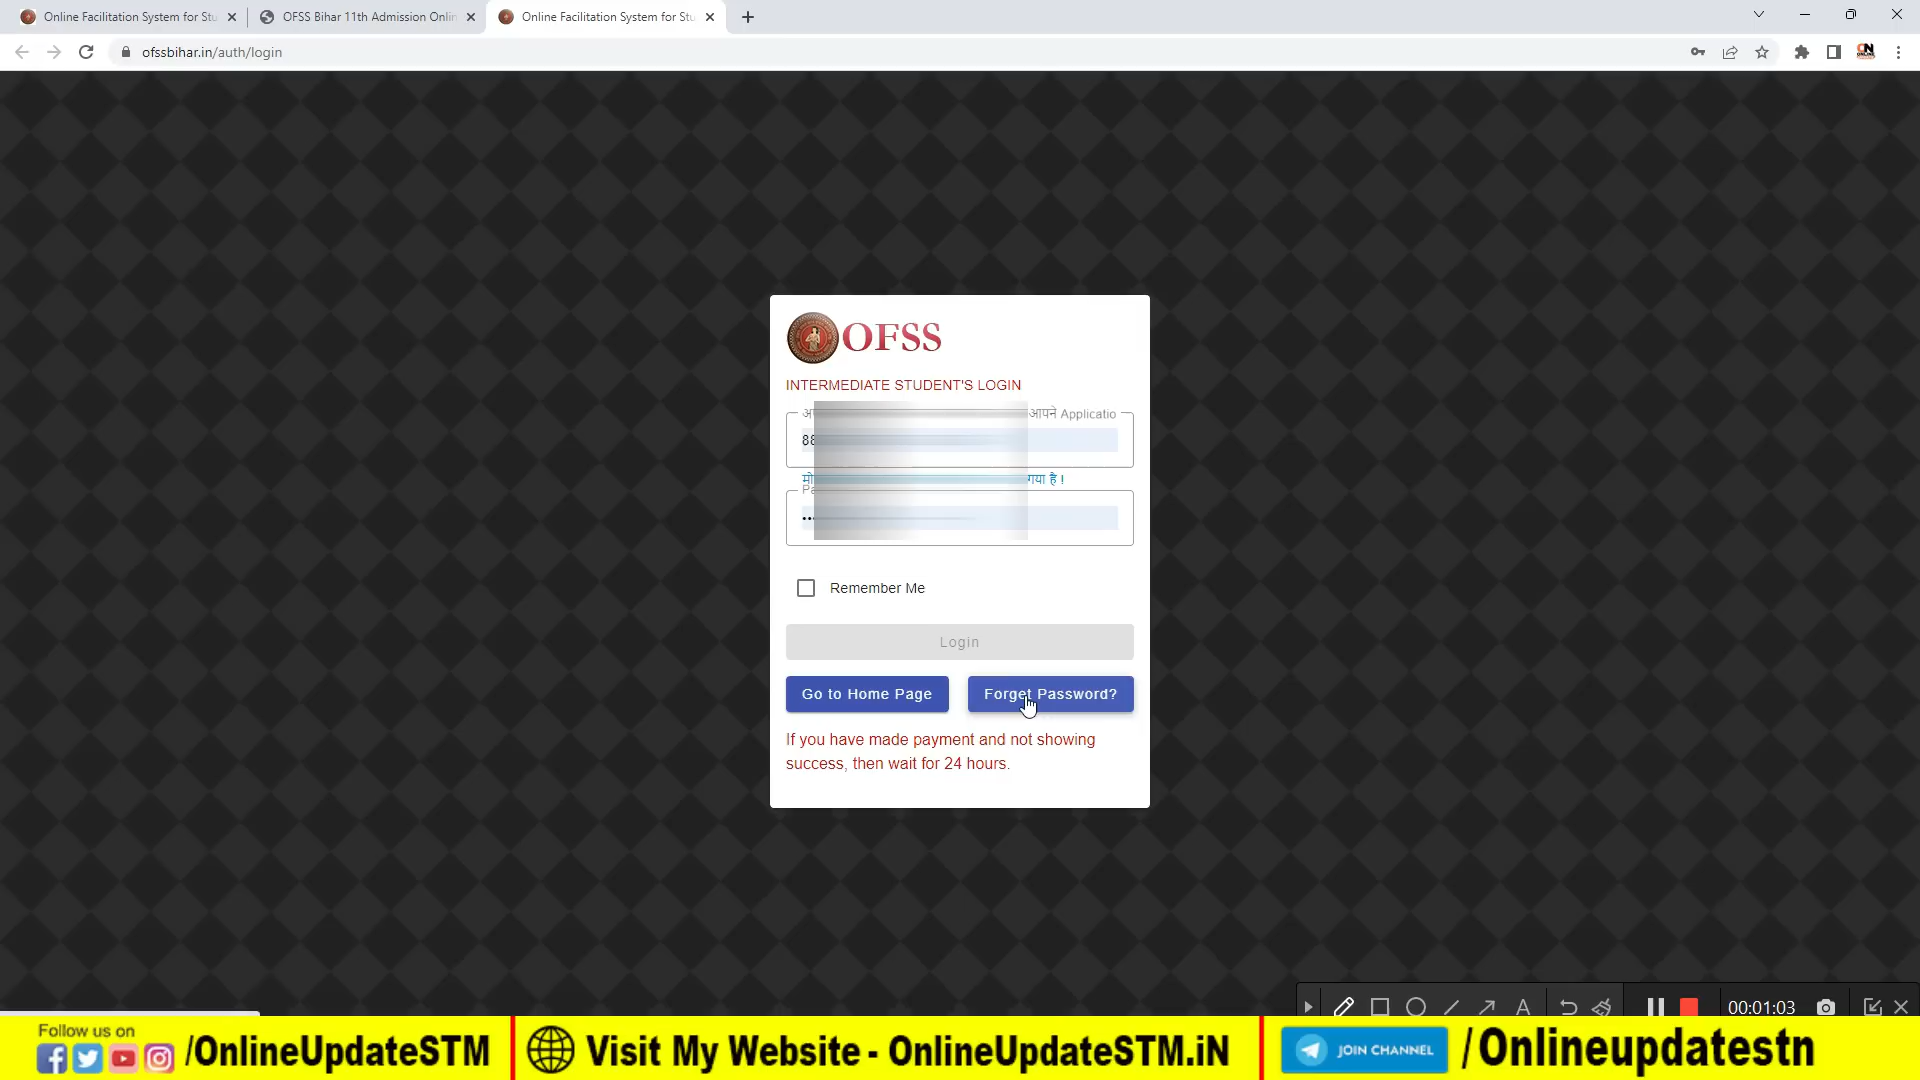 Online Facilitation System for Stu
OFSS Bihar 11th Admission Onlin
Online Facilitation System for Stu
ofssbihar.in/auth/login
OFSS
INTERMEDIATE STUDENT'S LOGIN
आपने Applicatio
88
गया है !
Remember Me
Login
Go to Home Page
Forget Password?
If you have made payment and not showing
success, then wait for 24 hours.
00:01:03
Follow us on
/OnlineUpdateSTM
Visit My Website - OnlineUpdateSTM.iN
JOIN CHANNEL
/Onlineupdatestn